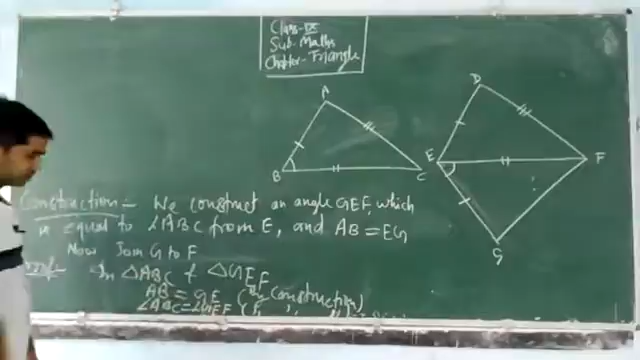 Class-IX
Sub-Maths
Chapter-Triangle
A
B
C
D
E
F
G
Construction- We construct an angle GEF, which
is equal to ∠ABC from E, and AB = EG
Now Join G to F
Proof- In △ABC & △GEF
AB = GE (By construction)
∠ABC = ∠GEF (